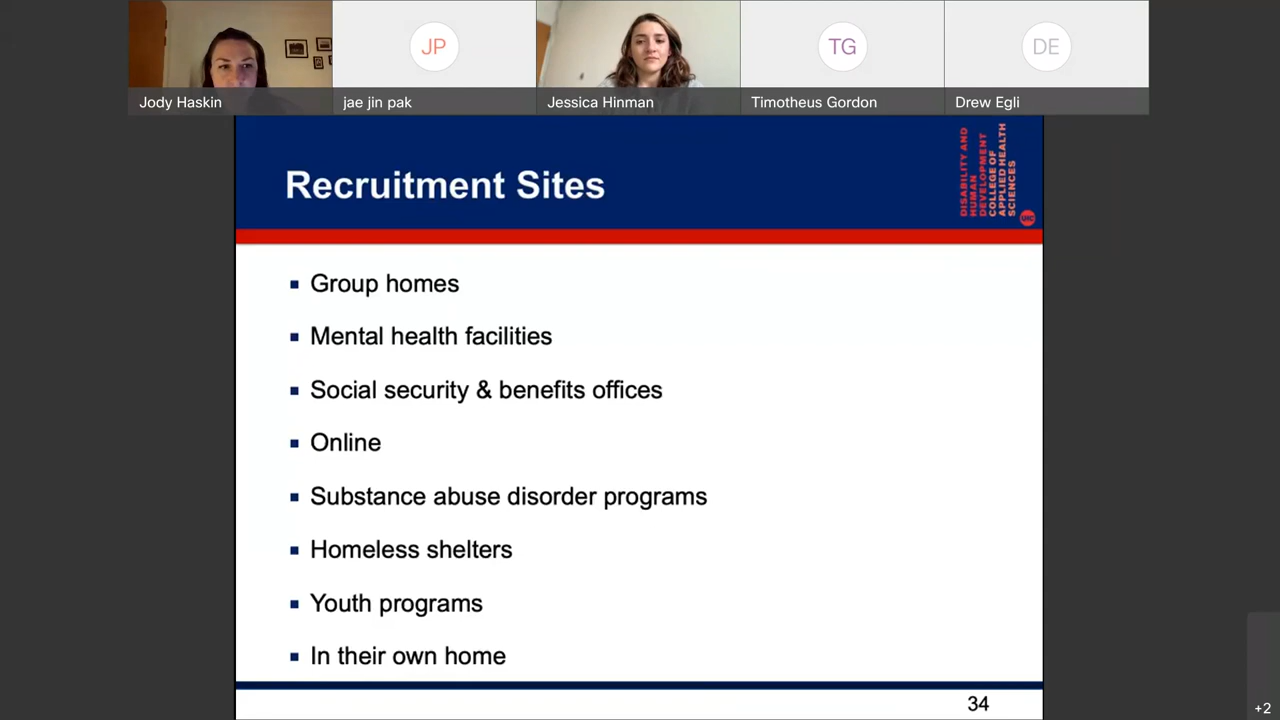 JP
TG
DE
Jody Haskin
jae jin pak
Jessica Hinman
Timotheus Gordon
Drew Egli
DISABILITY AND
HUMAN
DEVELOPMENT
COLLEGE OF
APPLIED HEALTH
SCIENCES
UIC
Recruitment Sites
Group homes
Mental health facilities
Social security & benefits offices
Online
Substance abuse disorder programs
Homeless shelters
Youth programs
In their own home
34
+2